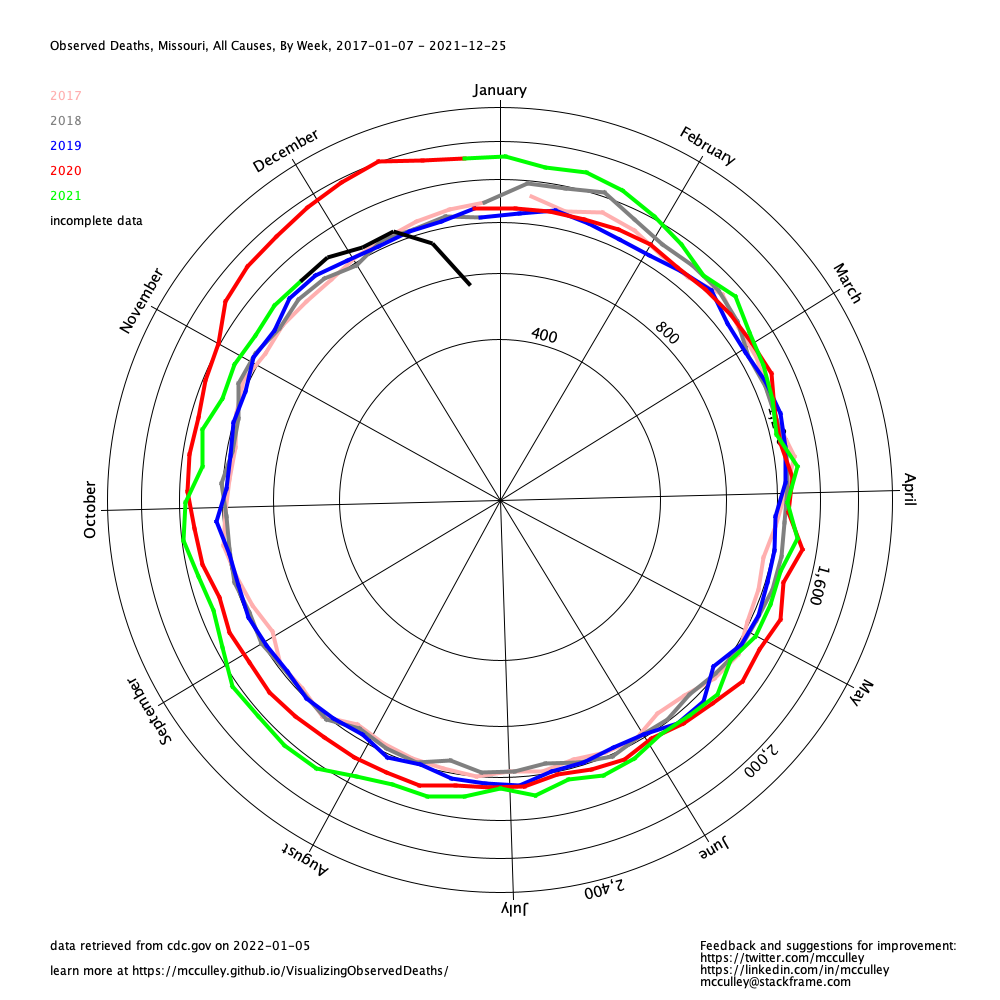 Observed Deaths, Missouri, All Causes, By Week, 2017-01-07 - 2021-12-25
2017
2018
2019
2020
2021
incomplete data
January
February
March
April
May
June
July
August
September
October
November
December
400
800
1,600
2,000
2,400
data retrieved from cdc.gov on 2022-01-05
learn more at https://mcculley.github.io/VisualizingObservedDeaths/
Feedback and suggestions for improvement:
https://twitter.com/mcculley
https://linkedin.com/in/mcculley
mcculley@stackframe.com